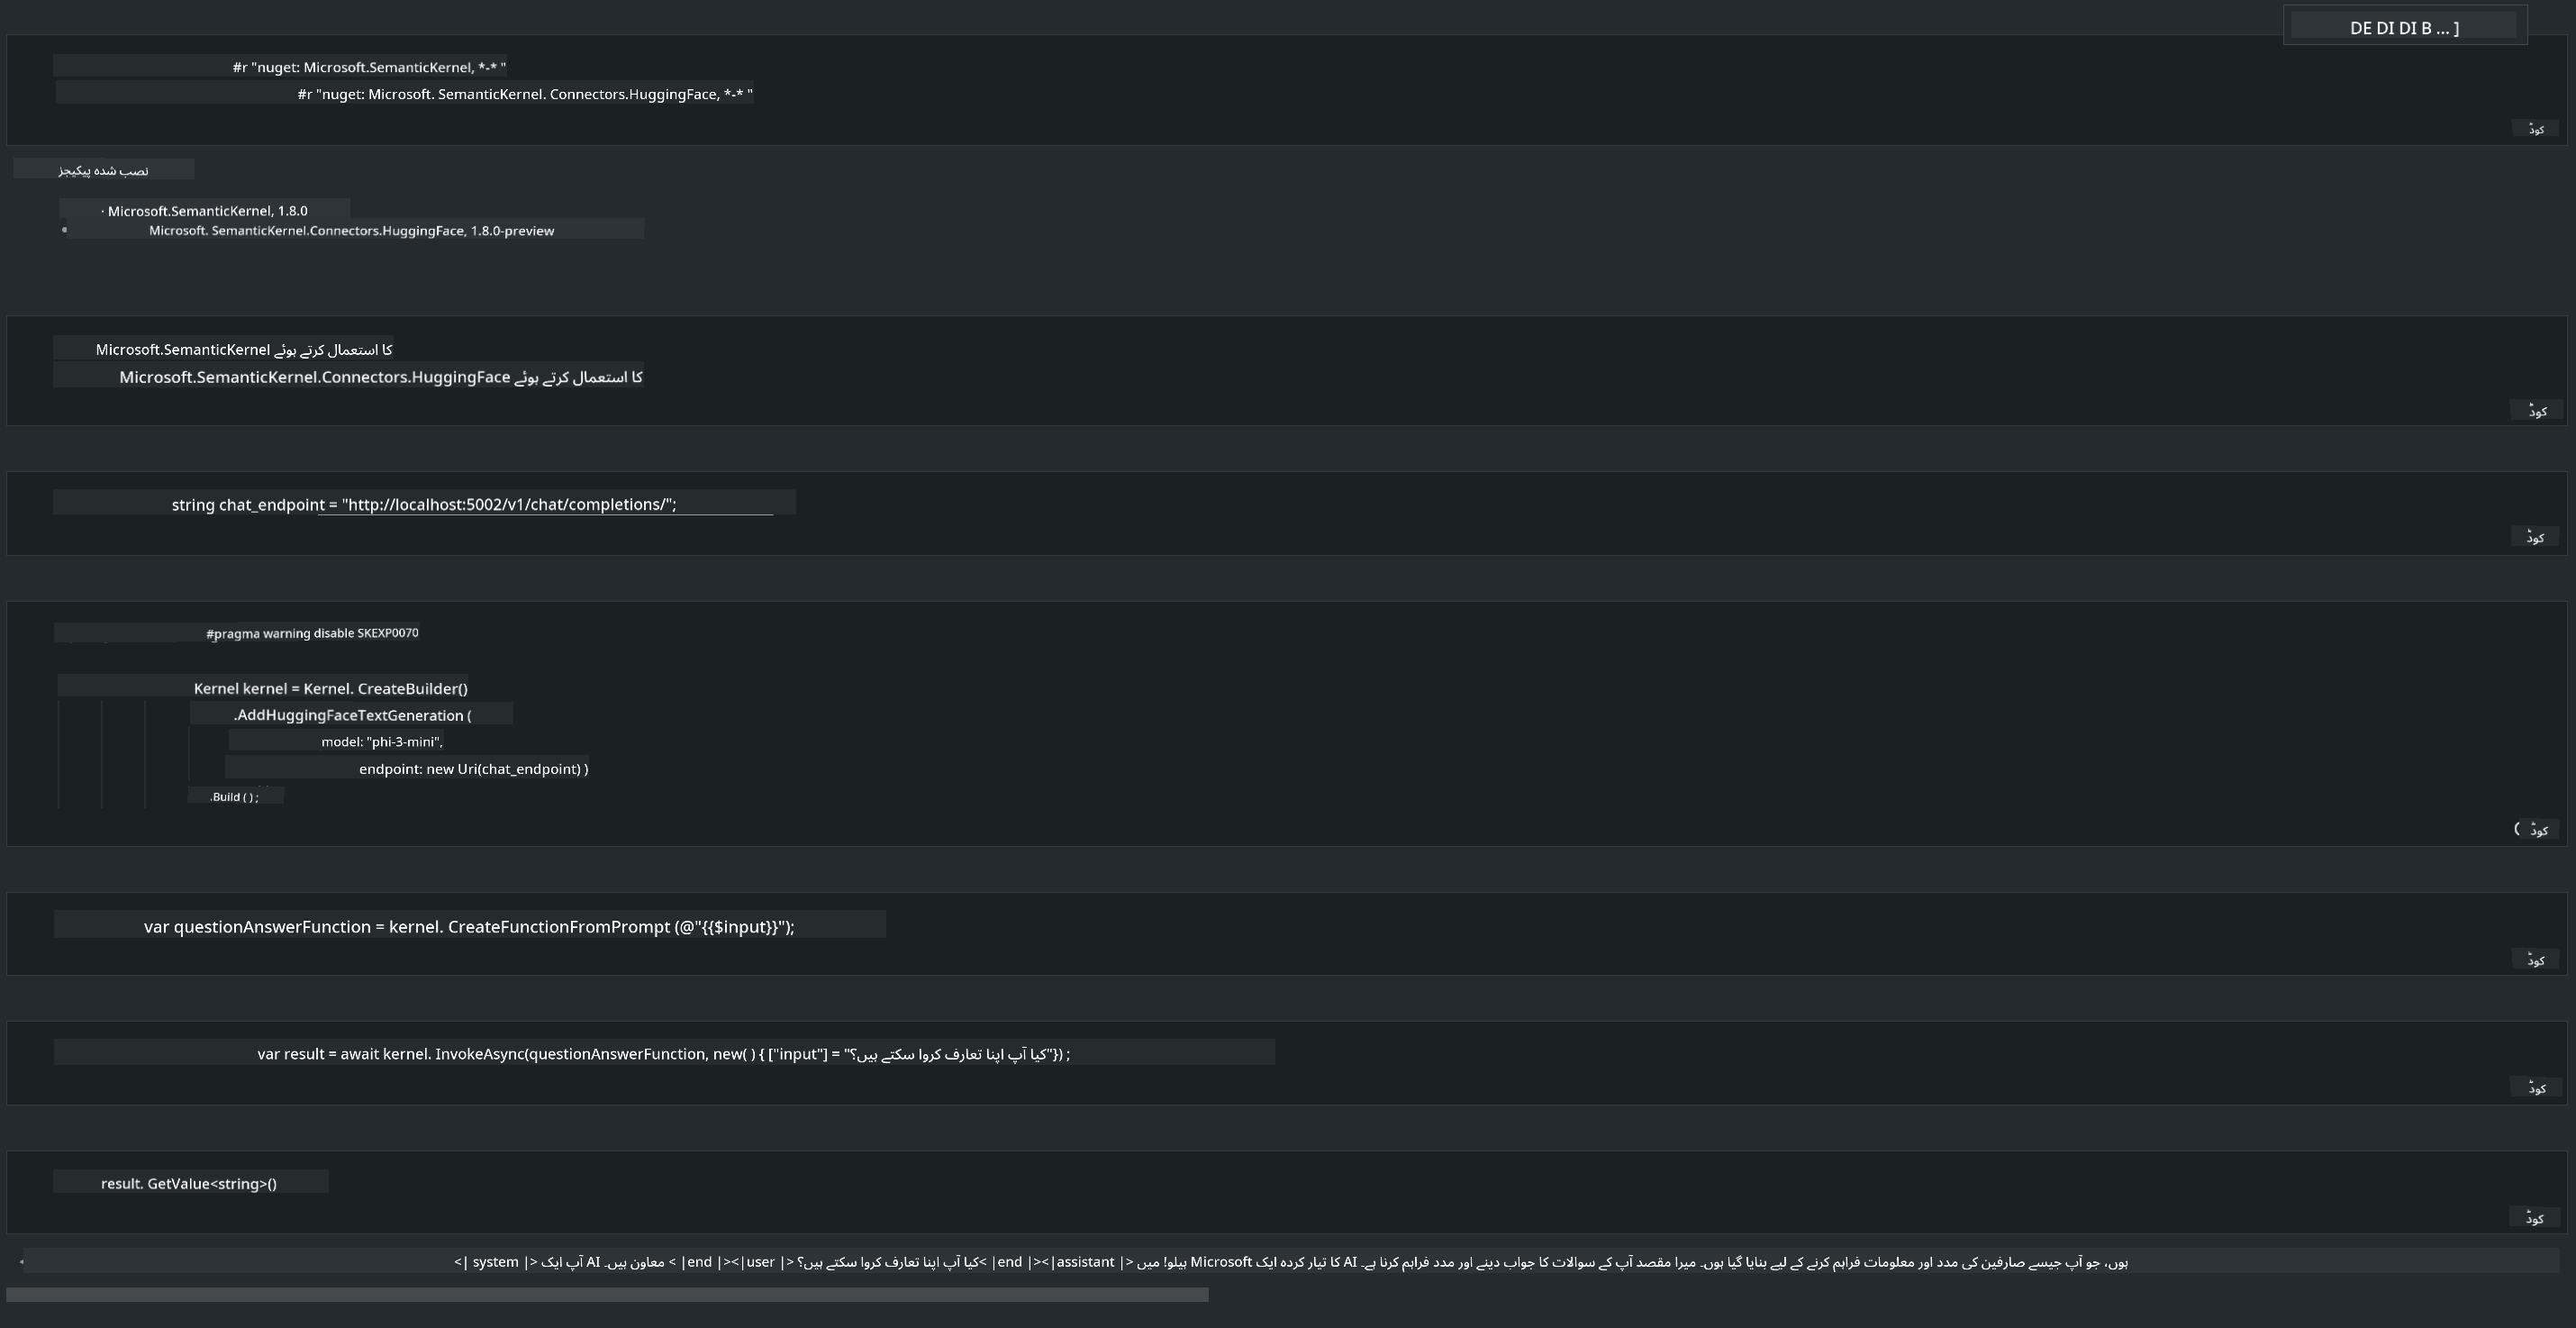 DE DI DI B ... ]
#r "nuget: Microsoft.SemanticKernel, *-* "
#r "nuget: Microsoft. SemanticKernel. Connectors.HuggingFace, *-* "
کوڈ
نصب شدہ پیکیجز
· Microsoft.SemanticKernel, 1.8.0
• Microsoft. SemanticKernel.Connectors.HuggingFace, 1.8.0-preview
Microsoft.SemanticKernel کا استعمال کرتے ہوئے
Microsoft.SemanticKernel.Connectors.HuggingFace کا استعمال کرتے ہوئے
کوڈ
string chat_endpoint = "http://localhost:5002/v1/chat/completions/";
کوڈ
#pragma warning disable SKEXP0070
Kernel kernel = Kernel. CreateBuilder()
.AddHuggingFaceTextGeneration (
model: "phi-3-mini",
endpoint: new Uri(chat_endpoint) )
.Build ( ) ;
کوڈ
var questionAnswerFunction = kernel. CreateFunctionFromPrompt (@"{{$input}}");
کوڈ
var result = await kernel. InvokeAsync(questionAnswerFunction, new( ) { ["input"] = "کیا آپ اپنا تعارف کروا سکتے ہیں؟"}) ;
کوڈ
result. GetValue<string>()
کوڈ
<| system |> آپ ایک AI معاون ہیں۔ <| end |><| user |> کیا آپ اپنا تعارف کروا سکتے ہیں؟ <| end |><| assistant |> ہیلو! میں Microsoft کا تیار کردہ ایک AI ہوں، جو آپ جیسے صارفین کی مدد اور معلومات فراہم کرنے کے لیے بنایا گیا ہوں۔ میرا مقصد آپ کے سوالات کا جواب دینے اور مدد فراہم کرنا ہے۔